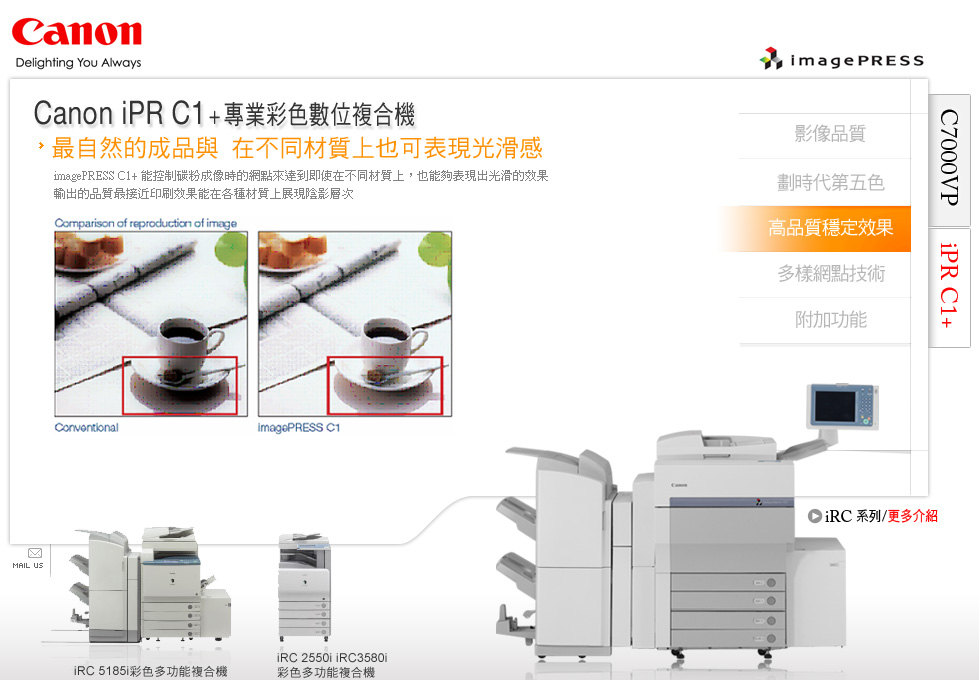 Canon
Delighting You Always
imagePRESS
Canon iPR C1+專業彩色數位複合機
最自然的成品與 在不同材質上也可表現光滑感
imagePRESS C1+ 能控制碳粉成像時的網點來達到即使在不同材質上，也能夠表現出光滑的效果
輸出的品質最接近印刷效果能在各種材質上展現陰影層次
Comparison of reproduction of image
Conventional
imagePRESS C1
影像品質
劃時代第五色
高品質穩定效果
多樣網點技術
附加功能
C7000VP
iPR C1+
Canon
iRC 系列/更多介紹
MAIL US
iRC 5185i彩色多功能複合機
iRC 2550i iRC3580i
彩色多功能複合機